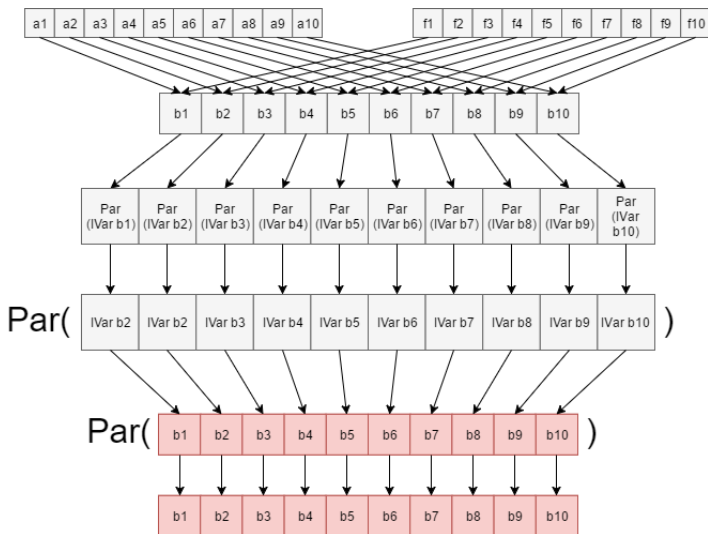 a1 a2 a3 a4 a5 a6 a7 a8 a9 a10 f1 f2 f3 f4 f5 f6 f7 f8 f9 f10
b1 b2 b3 b4 b5 b6 b7 b8 b9 b10
Par (IVar b1) Par (IVar b2) Par (IVar b3) Par (IVar b4) Par (IVar b5) Par (IVar b6) Par (IVar b7) Par (IVar b8) Par (IVar b9) Par (IVar b10)
Par( IVar b2 IVar b2 IVar b3 IVar b4 IVar b5 IVar b6 IVar b7 IVar b8 IVar b9 IVar b10 )
Par( b1 b2 b3 b4 b5 b6 b7 b8 b9 b10 )
b1 b2 b3 b4 b5 b6 b7 b8 b9 b10